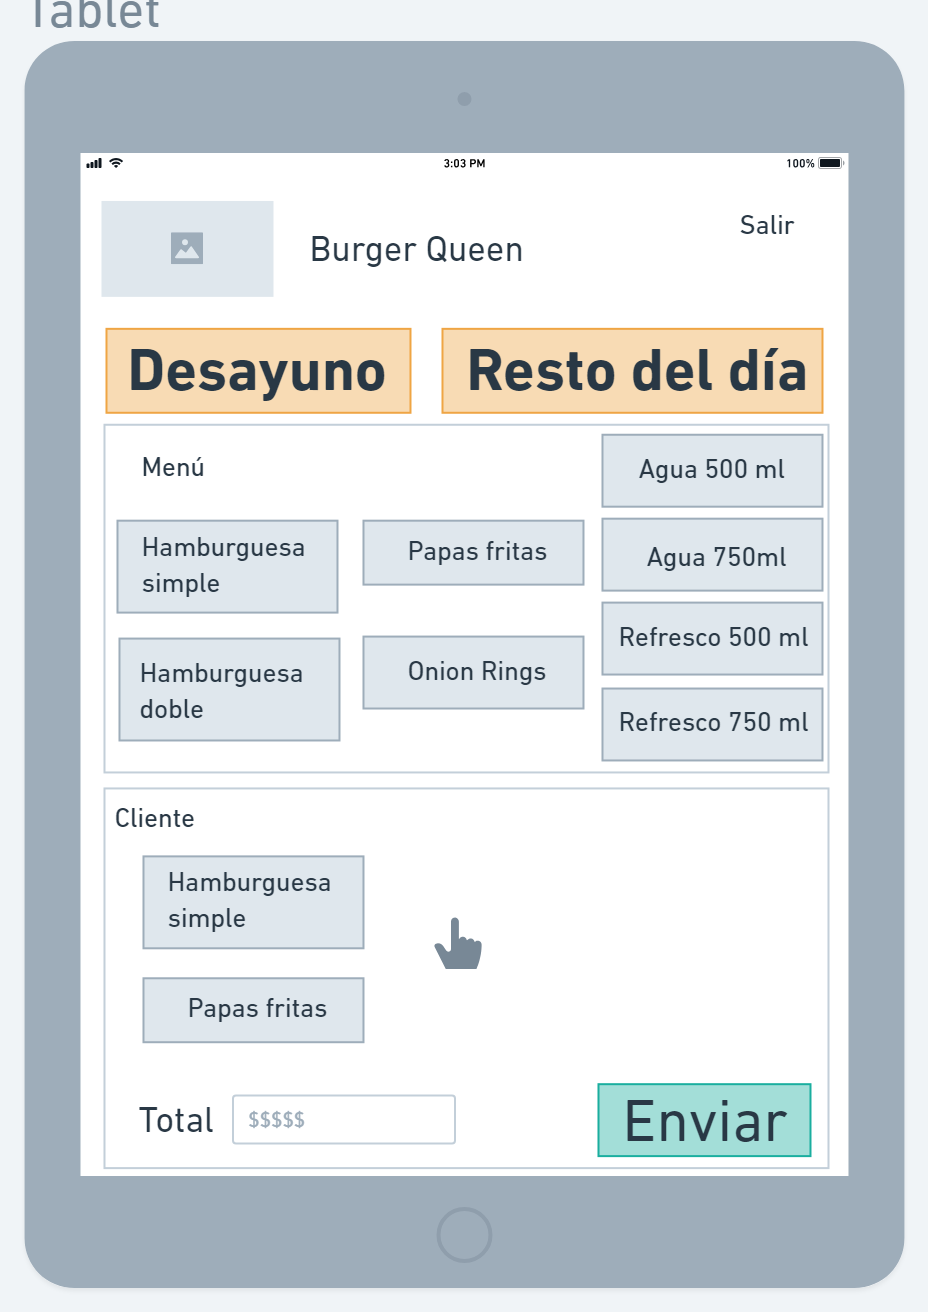 Tablet
3:03 PM
100%
Burger Queen
Salir
Desayuno
Resto del día
Menú
Hamburguesa
simple
Hamburguesa
doble
Papas fritas
Onion Rings
Agua 500 ml
Agua 750ml
Refresco 500 ml
Refresco 750 ml
Cliente
Hamburguesa
simple
Papas fritas
Total
$$$$$
Enviar